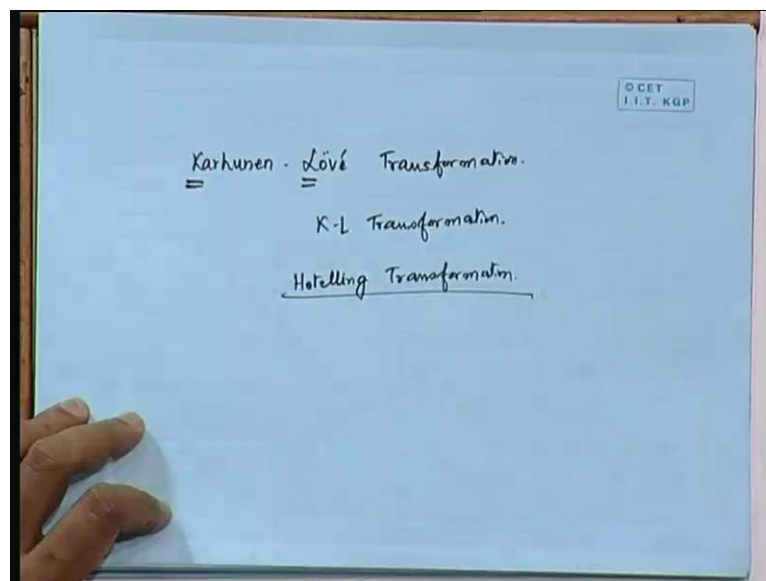 © CET
I.I.T. KGP
Karhunen - Lövé Transformation.
K-L Transformation.
Hotelling Transformation.